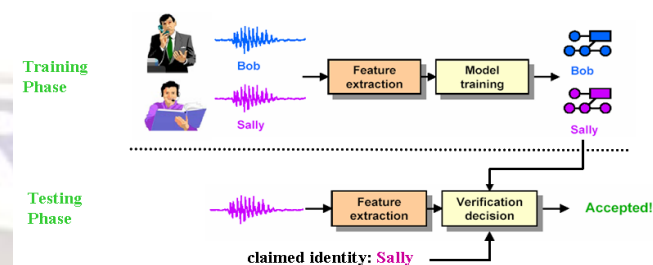 Training
Phase
Bob
Sally
Feature
extraction
Model
training
Bob
Sally
Testing
Phase
Feature
extraction
Verification
decision
Accepted!
claimed identity: Sally